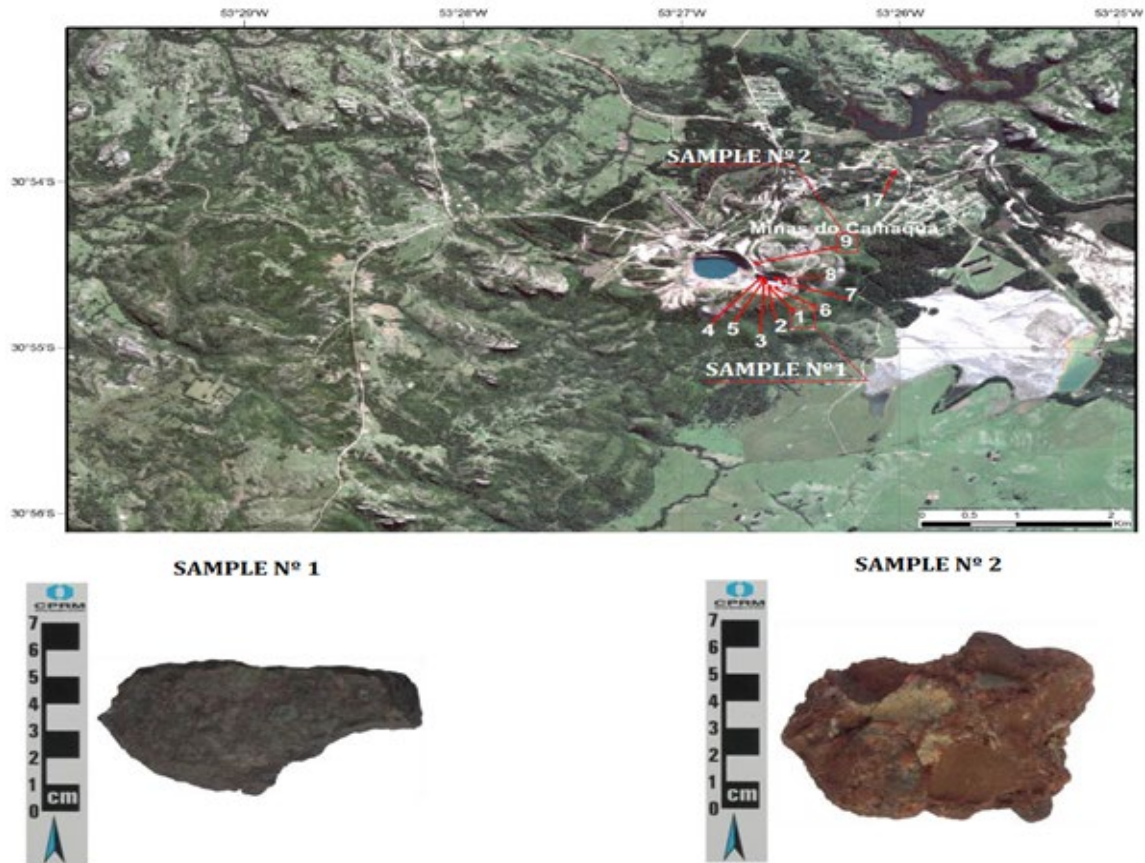 53°29' 53°28' 53°27' 53°26' 53°25'
SAMPLE Nº 2
30°54'S
17
Minas do Camaquã
9
8
7
6
1
2
3
5
4
30°55'S
SAMPLE Nº1
30°56'S
0 0.5 1 2
Km
SAMPLE Nº 1
SAMPLE Nº 2
CPRM
7
6
5
4
3
2
1
0 cm
CPRM
7
6
5
4
3
2
1
0 cm